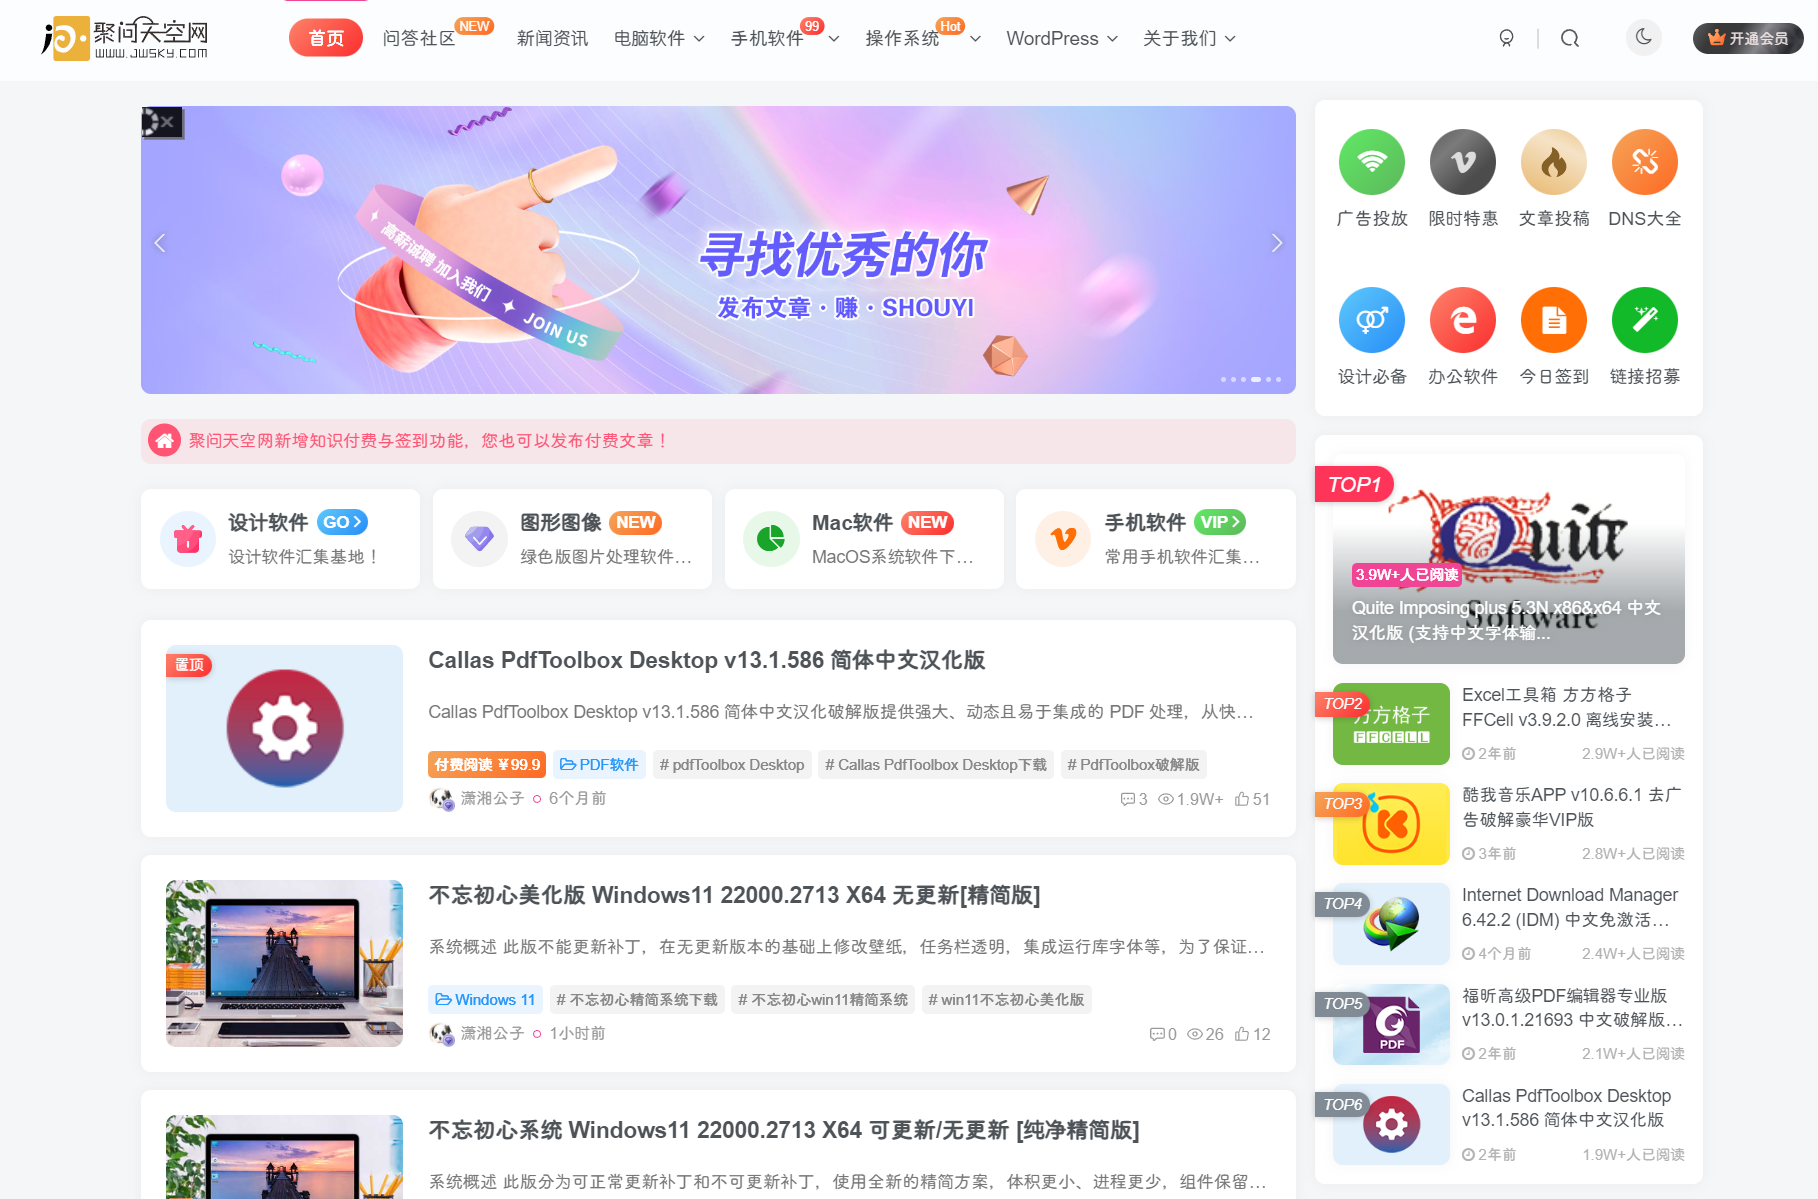 聚问天空网
WWW.JWSKY.COM
首页
问答社区
NEW
新闻资讯
电脑软件
手机软件
99
操作系统
Hot
WordPress
关于我们
开通会员
高薪诚聘 加入我们 JOIN US
寻找优秀的你
发布文章·赚·SHOUYI
广告投放
限时特惠
文章投稿
DNS大全
设计必备
办公软件
今日签到
链接招募
聚问天空网新增知识付费与签到功能，您也可以发布付费文章！
设计软件 GO
设计软件汇集基地！
图形图像 NEW
绿色版图片处理软件...
Mac软件 NEW
MacOS系统软件下...
手机软件 VIP
常用手机软件汇集...
置顶
Callas PdfToolbox Desktop v13.1.586 简体中文汉化版
Callas PdfToolbox Desktop v13.1.586 简体中文汉化破解版提供强大、动态且易于集成的 PDF 处理，从快...
付费阅读 ￥99.9
PDF软件
# pdfToolbox Desktop
# Callas PdfToolbox Desktop下载
# PdfToolbox破解版
潇湘公子
6个月前
3
1.9W+
51
不忘初心美化版 Windows11 22000.2713 X64 无更新[精简版]
系统概述 此版不能更新补丁，在无更新版本的基础上修改壁纸，任务栏透明，集成运行库字体等，为了保证...
Windows 11
# 不忘初心精简系统下载
# 不忘初心win11精简系统
# win11不忘初心美化版
潇湘公子
1小时前
0
26
12
不忘初心系统 Windows11 22000.2713 X64 可更新/无更新 [纯净精简版]
系统概述 此版分为可正常更新补丁和不可更新补丁，使用全新的精简方案，体积更小、进程更少，组件保留...
TOP1
Quite
Software
3.9W+人已阅读
Quite Imposing plus 5.3N x86&x64 中文
汉化版 (支持中文字体输...
TOP2
方方格子
FFCELL
Excel工具箱 方方格子
FFCell v3.9.2.0 离线安装...
2年前
2.9W+人已阅读
TOP3
酷我音乐APP v10.6.6.1 去广
告破解豪华VIP版
3年前
2.8W+人已阅读
TOP4
Internet Download Manager
6.42.2 (IDM) 中文免激活...
4个月前
2.4W+人已阅读
TOP5
PDF
福昕高级PDF编辑器专业版
v13.0.1.21693 中文破解版...
2年前
2.1W+人已阅读
TOP6
Callas PdfToolbox Desktop
v13.1.586 简体中文汉化版
2年前
1.9W+人已阅读